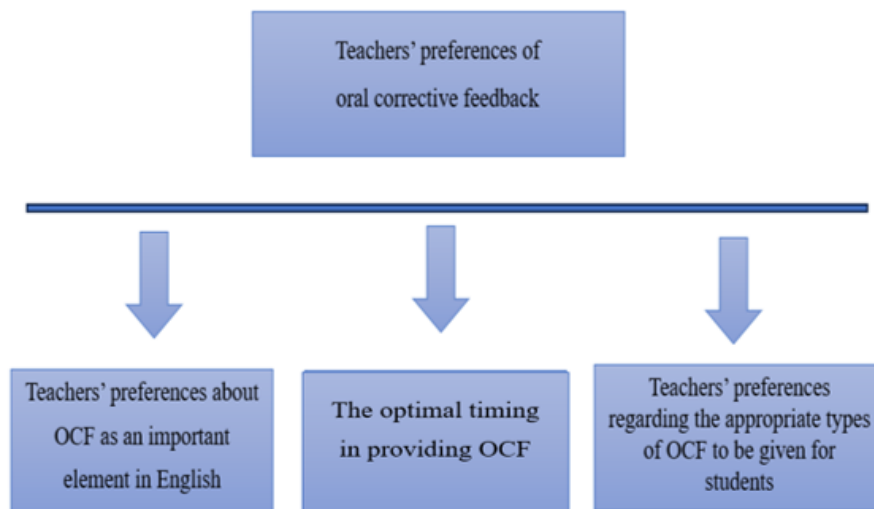 Teachers’ preferences of
oral corrective feedback
Teachers’ preferences about
OCF as an important
element in English
The optimal timing
in providing OCF
Teachers’ preferences
regarding the appropriate types
of OCF to be given for
students